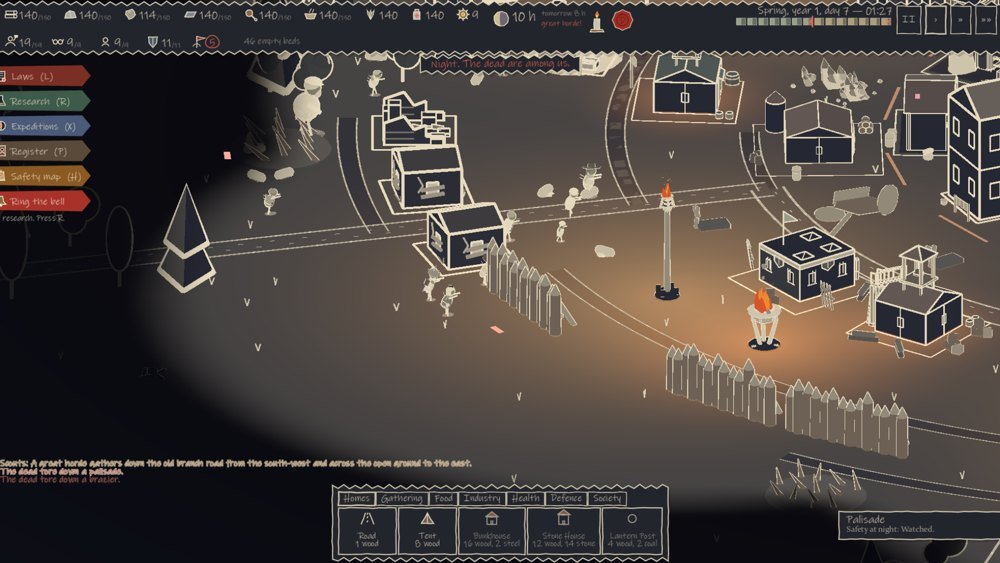 140/150 140/150 114/150 140/150 140/150 140/150 140 140 9
10 h
tomorrow 8 h
great horde!
Spring, year 1, day 7 — 01:27
II › » »»
9/9 9/9 11/11 5 46 empty beds
Night. The dead are among us.
Laws (L)
Research (R)
Expeditions (X)
Register (P)
Safety map (H)
Ring the bell
research. Press R.
Scouts: A great horde gathers down the old branch road from the south-west and across the open ground to the east.
The dead tore down a palisade.
The dead tore down a brazier.
Homes Gathering Food Industry Health Defence Society
Road
1 wood
Tent
8 wood
Bunkhouse
16 wood, 2 steel
Stone House
12 wood, 14 stone
Lantern Post
4 wood, 2 coal
Palisade
Safety at night: Watched.